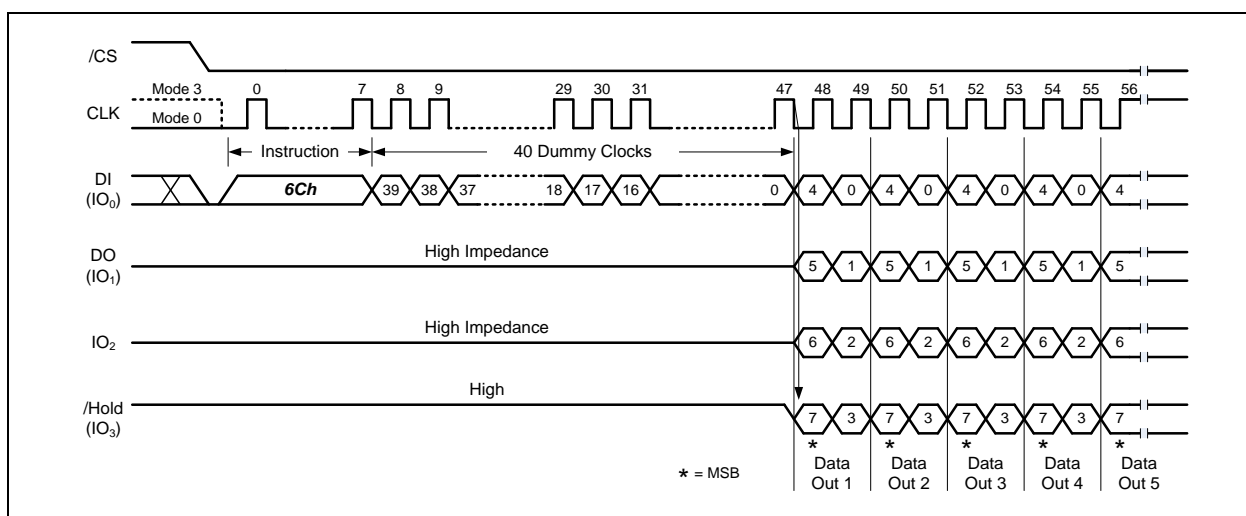 /CS
Mode 3 0 7 8 9 29 30 31 47 48 49 50 51 52 53 54 55 56
CLK
Mode 0
Instruction 40 Dummy Clocks
DI
(IO0) 6Ch 39 38 37 18 17 16 0 4 0 4 0 4 0 4 0 4
High Impedance
DO
(IO1) 5 1 5 1 5 1 5 1 5
High Impedance
IO2 6 2 6 2 6 2 6 2 6
High
/Hold
(IO3) 7 3 7 3 7 3 7 3 7
* * * * *
* = MSB
Data Out 1
Data Out 2
Data Out 3
Data Out 4
Data Out 5